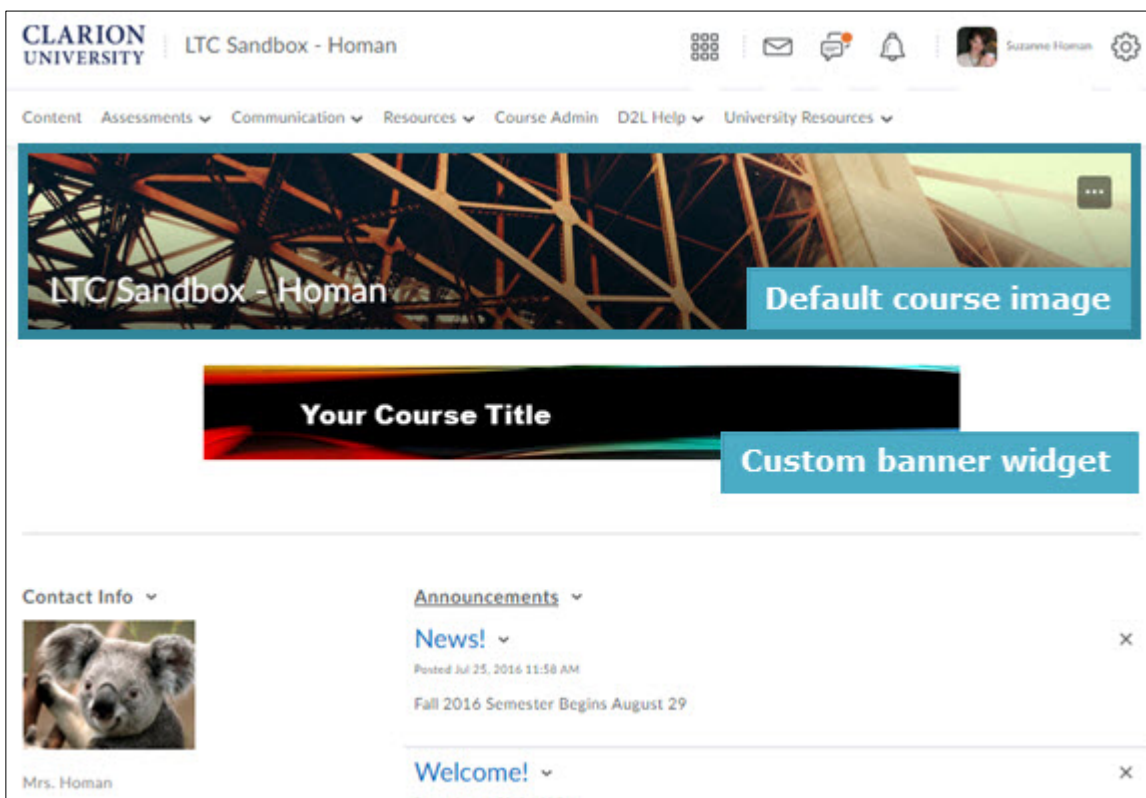 CLARION
UNIVERSITY
LTC Sandbox - Homan
Suzanne Homan
Content Assessments Communication Resources Course Admin D2L Help University Resources
LTC Sandbox - Homan
Default course image
Your Course Title
Custom banner widget
Contact Info
Announcements
News!
Posted Jul 25, 2016 11:58 AM
Fall 2016 Semester Begins August 29
Welcome!
Mrs. Homan